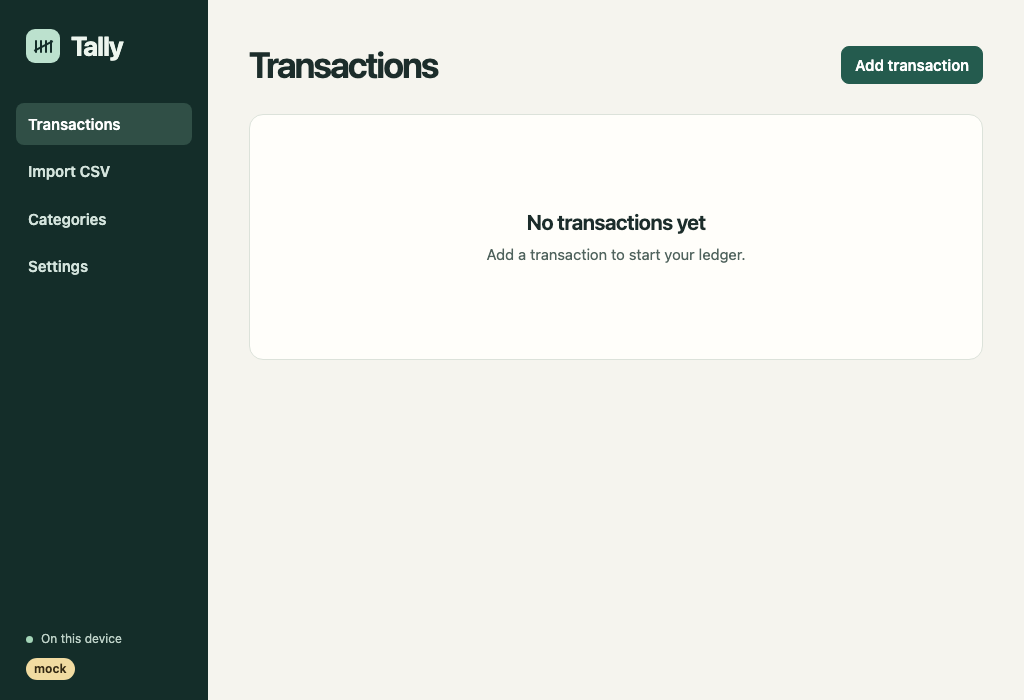 Tally
Transactions
Import CSV
Categories
Settings
On this device
mock
Transactions
Add transaction
No transactions yet
Add a transaction to start your ledger.